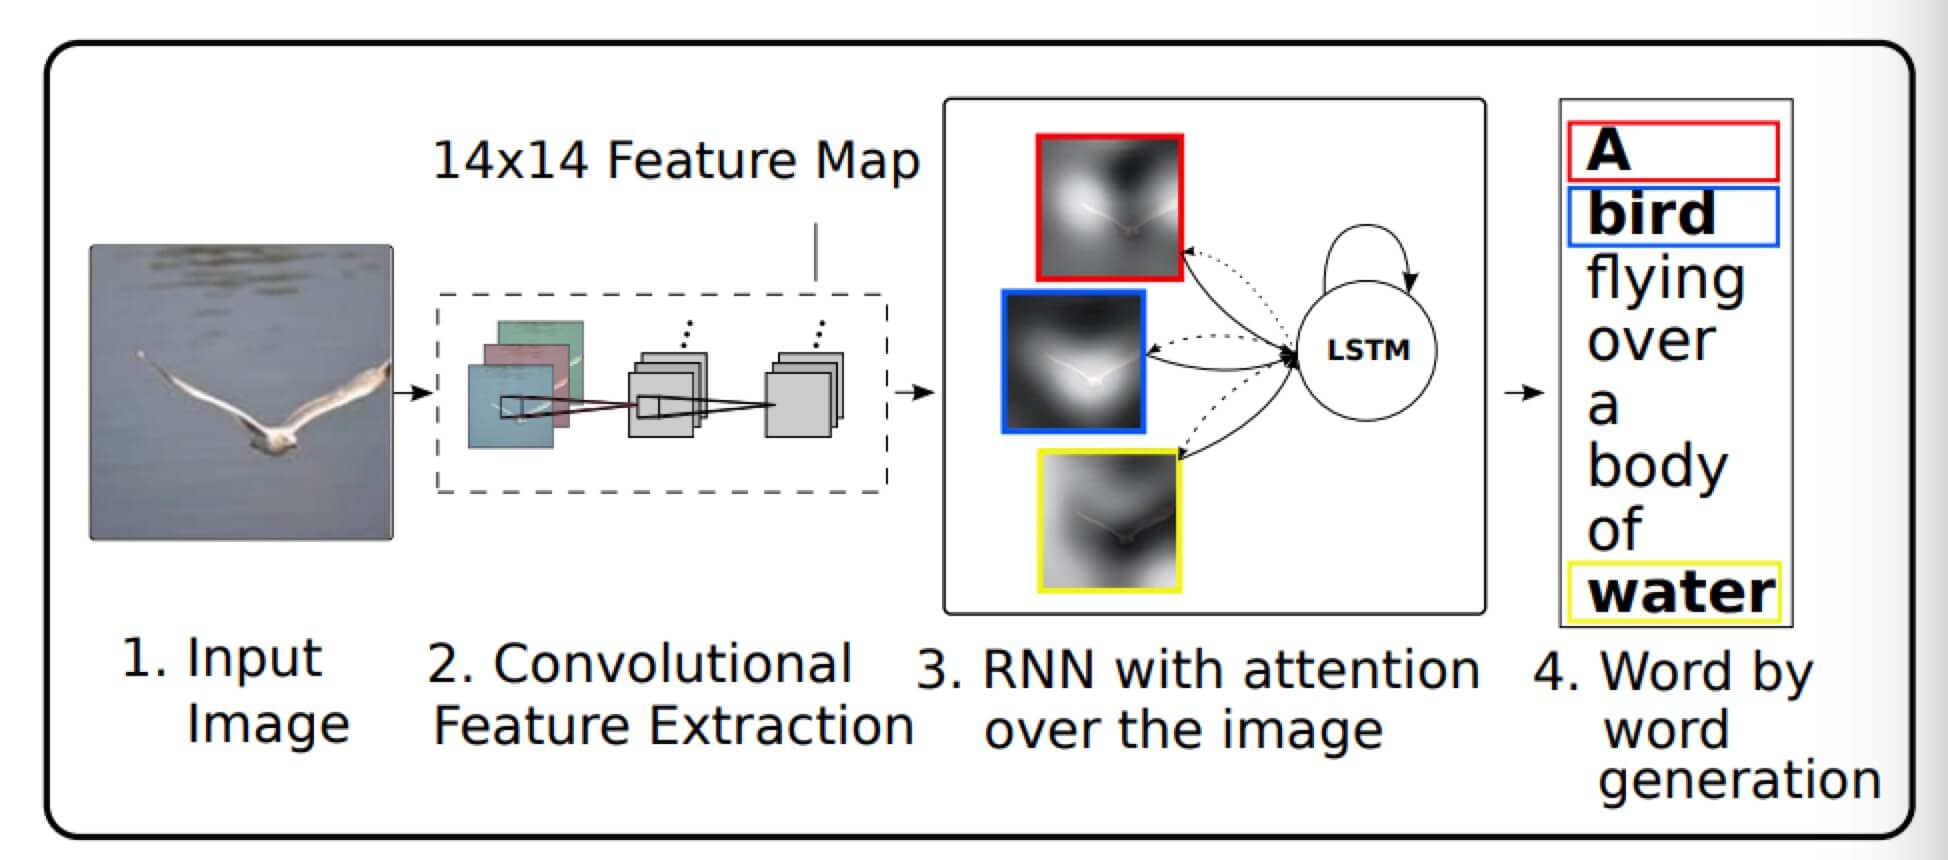 14x14 Feature Map
LSTM
A
bird
flying
over
a
body
of
water
1. Input
Image
2. Convolutional
Feature Extraction
3. RNN with attention
over the image
4. Word by
word
generation